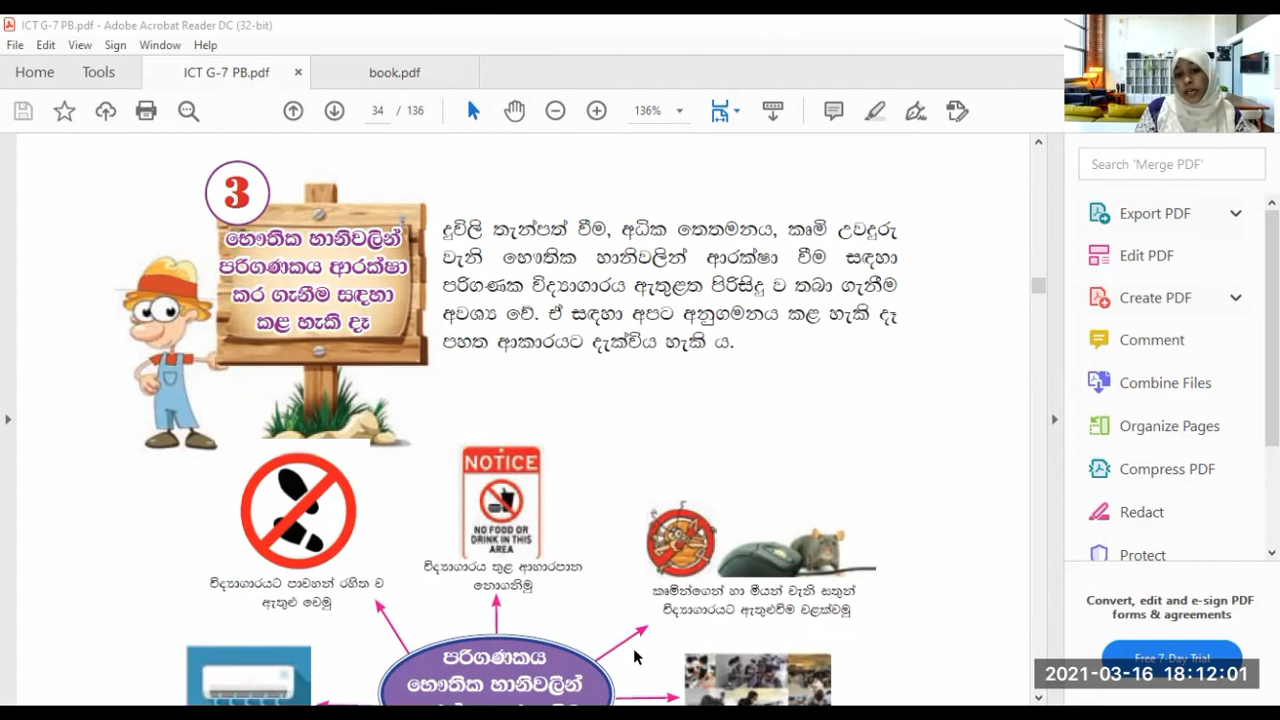 ICT G-7 PB.pdf - Adobe Acrobat Reader DC (32-bit)
File Edit View Sign Window Help
Home Tools ICT G-7 PB.pdf × book.pdf
34 / 136 136%
Search 'Merge PDF'
Export PDF
Edit PDF
Create PDF
Comment
Combine Files
Organize Pages
Compress PDF
Redact
Protect
Convert, edit and e-sign PDF
forms & agreements
Free 7-Day Trial
2021-03-16 18:12:01
3
භෞතික හානිවලින්
පරිගණකය ආරක්ෂා
කර ගැනීම සඳහා
කළ හැකි දෑ
දූවිලි තැන්පත් වීම, අධික තෙතමනය, කෘමි උවදුරු
වැනි භෞතික හානිවලින් ආරක්ෂා වීම සඳහා
පරිගණක විද්‍යාගාරය ඇතුළත පිරිසිදු ව තබා ගැනීම
අවශ්‍ය වේ. ඒ සඳහා අපට අනුගමනය කළ හැකි දෑ
පහත ආකාරයට දැක්විය හැකි ය.
විද්‍යාගාරයට පාවහන් රහිත ව
ඇතුළු වෙමු
NOTICE
NO FOOD OR
DRINK IN THIS
AREA
විද්‍යාගාරය තුළ ආහාරපාන
නොගනිමු
කෘමින්ගෙන් හා මීයන් වැනි සතුන්
විද්‍යාගාරයට ඇතුළුවීම වළක්වමු
පරිගණකය
භෞතික හානිවලින්